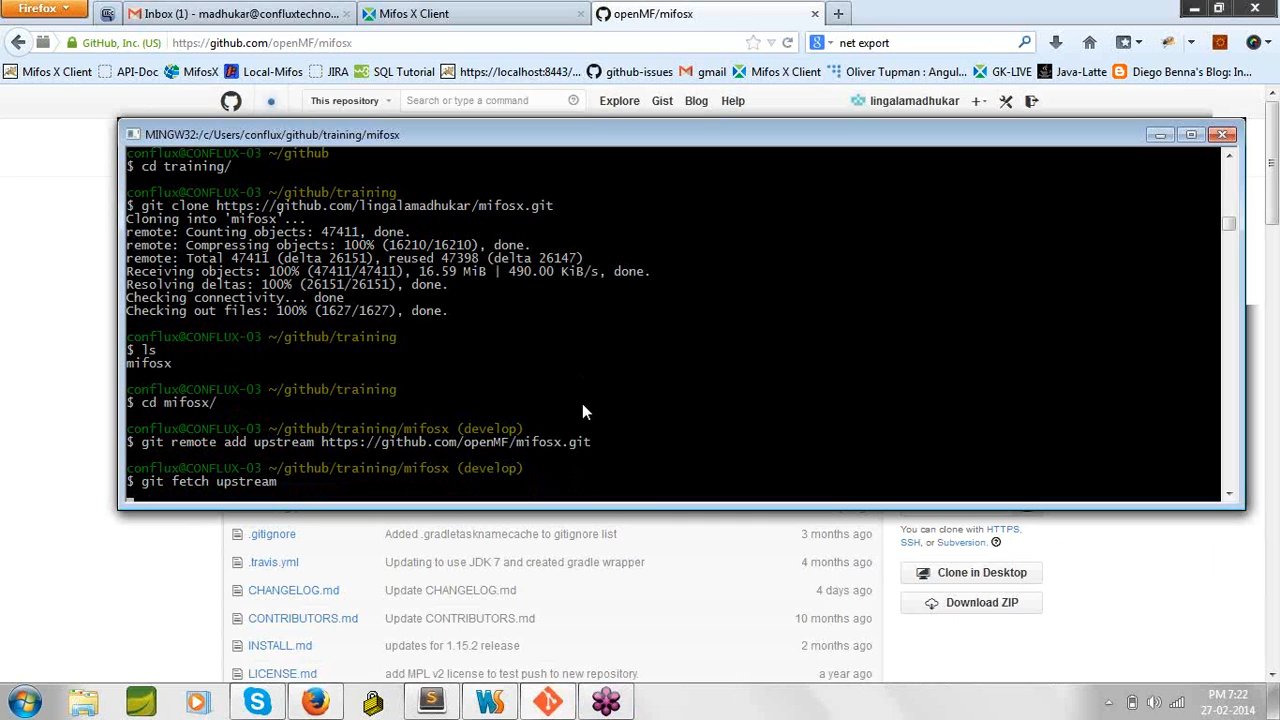 Firefox
Inbox (1) - madhukar@confluxtechno...
Mifos X Client
openMF/mifosx
GitHub, Inc. (US)
https://github.com/openMF/mifosx
net export
Mifos X Client
API-Doc
MifosX
Local-Mifos
JIRA
SQL Tutorial
https://localhost:8443/...
github-issues
gmail
Mifos X Client
Oliver Tupman: Angul...
GK-LIVE
Java-Latte
Diego Benna's Blog: In...
This repository
Search or type a command
Explore
Gist
Blog
Help
lingalamadhukar
MINGW32:/c/Users/conflux/github/training/mifosx
conflux@CONFLUX-03 ~/github
$ cd training/
conflux@CONFLUX-03 ~/github/training
$ git clone https://github.com/lingalamadhukar/mifosx.git
Cloning into 'mifosx'...
remote: Counting objects: 47411, done.
remote: Compressing objects: 100% (16210/16210), done.
remote: Total 47411 (delta 26151), reused 47398 (delta 26147)
Receiving objects: 100% (47411/47411), 16.59 MiB | 490.00 KiB/s, done.
Resolving deltas: 100% (26151/26151), done.
Checking connectivity... done
Checking out files: 100% (1627/1627), done.
conflux@CONFLUX-03 ~/github/training
$ ls
mifosx
conflux@CONFLUX-03 ~/github/training
$ cd mifosx/
conflux@CONFLUX-03 ~/github/training/mifosx (develop)
$ git remote add upstream https://github.com/openMF/mifosx.git
conflux@CONFLUX-03 ~/github/training/mifosx (develop)
$ git fetch upstream
.gitignore Added .gradletasknamecache to gitignore list 3 months ago
.travis.yml Updating to use JDK 7 and created gradle wrapper 4 months ago
CHANGELOG.md Update CHANGELOG.md 4 days ago
CONTRIBUTORS.md Update CONTRIBUTORS.md 10 months ago
INSTALL.md updates for 1.15.2 release 2 months ago
LICENSE.md add MPL v2 license to test push to new repository. a year ago
You can clone with HTTPS,
SSH, or Subversion.
Clone in Desktop
Download ZIP
PM 7:22
27-02-2014